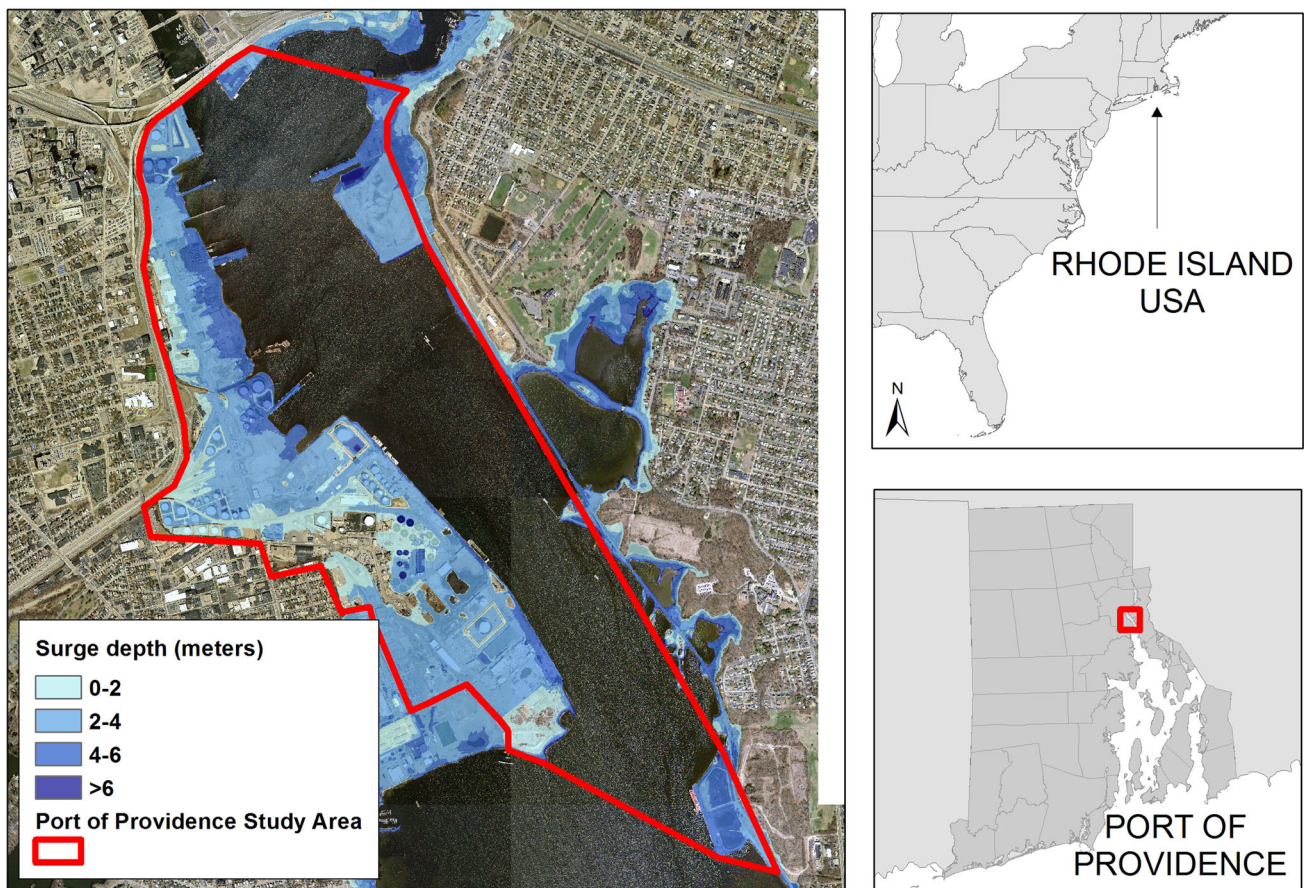 Surge depth (meters)
0-2
2-4
4-6
>6
Port of Providence Study Area
RHODE ISLAND
USA
N
PORT OF
PROVIDENCE